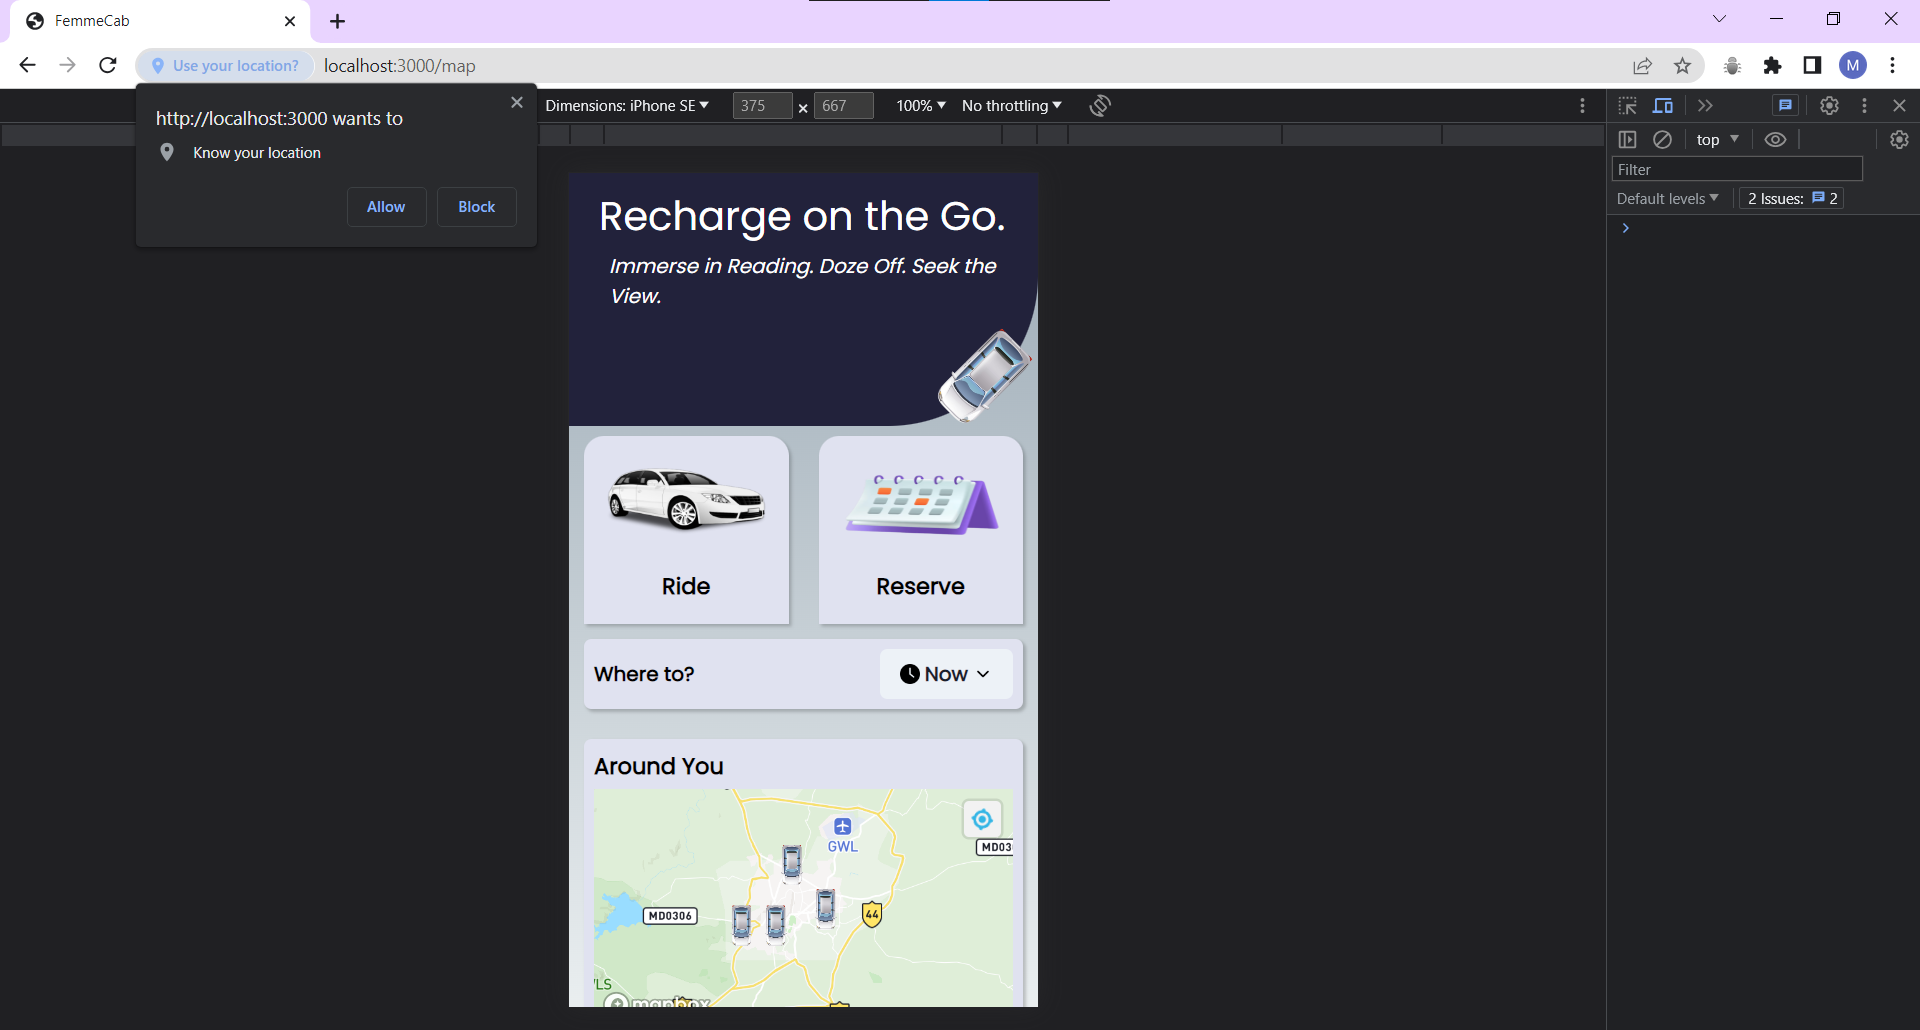 FemmeCab
Use your location?
localhost:3000/map
M
http://localhost:3000 wants to
Know your location
Allow
Block
Dimensions: iPhone SE
375 × 667
100%
No throttling
top
Filter
Default levels
2 Issues: 2
Recharge on the Go.
Immerse in Reading. Doze Off. Seek the
View.
Ride
Reserve
Where to?
Now
Around You
GWL
MD03
MD0306
44
LS
mapbox